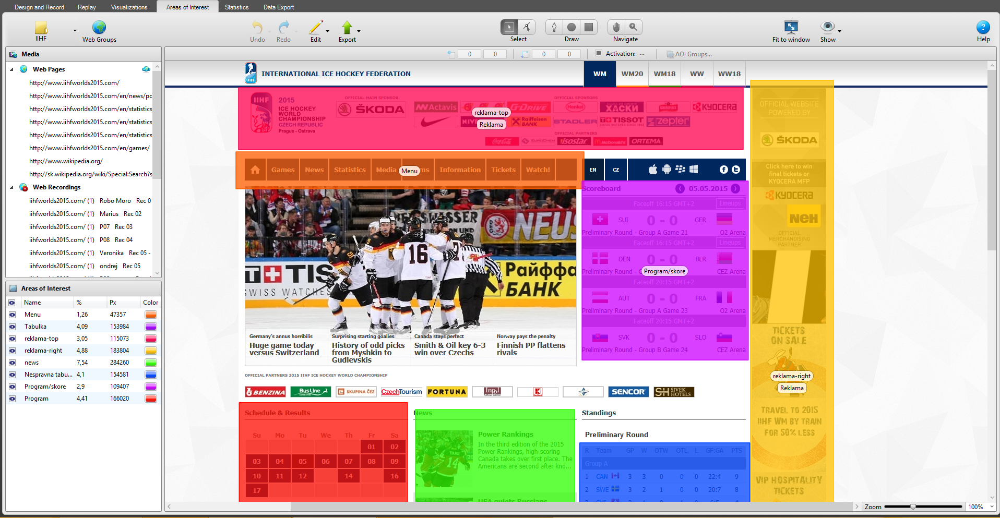 Design and Record Replay Visualizations Areas of Interest Statistics Data Export
IIHF Web Groups Undo Redo Edit Export Select Draw Navigate Fit to window Show Help
Media
0 0 0 0 Activation: -- AOI Groups...
Web Pages
http://www.iihfworlds2015.com/
http://www.iihfworlds2015.com/en/news/po
http://www.iihfworlds2015.com/en/statistics
http://www.iihfworlds2015.com/en/statistics
http://www.iihfworlds2015.com/en/statistics
http://www.iihfworlds2015.com/en/games/
http://www.wikipedia.org/
http://sk.wikipedia.org/wiki/Special:Search?s
Web Recordings
iihfworlds2015.com/ (1) Robo Moro Rec 01
iihfworlds2015.com/ (1) Marius Rec 02
iihfworlds2015.com/ (1) P07 Rec 03
iihfworlds2015.com/ (1) P08 Rec 04
iihfworlds2015.com/ (1) Veronika Rec 05 -
iihfworlds2015.com/ (1) ondrej Rec 05
Areas of Interest
Name % Px Color
Menu 1,26 47357
Tabulka 4,09 153984
reklama-top 3,05 115073
reklama-right 4,88 183804
news 7,54 284260
Nespravna tabu... 4,1 154581
Program/skore 2,9 109407
Program 4,41 166020
IIHF INTERNATIONAL ICE HOCKEY FEDERATION
WM WM20 WM18 WW WW18
IIHF
2015
ICE HOCKEY
WORLD
CHAMPIONSHIP
CZECH REPUBLIC
Prague - Ostrava
OFFICIAL MAIN SPONSOR
ŠKODA
OFFICIAL SPONSORS
Actavis G-DRIVE Henkel ХАСКИ KYOCERA
reklama-top
Reklama
Raiffeisen BANK STADLER TISSOT zepter
SWISS WATCHES SINCE 1853
OFFICIAL PARTNERS
Coca-Cola EUROCHEM isostar McDonald's ORTEMA
Games News Statistics Media Information Tickets Watch!
Menu
EN CZ
Scoreboard 05.05.2015
Faceoff 16:15 GMT+2 Lineups
SUI 0 - 0 GER
Preliminary Round - Group A Game 21 O2 Arena
Faceoff 16:15 GMT+2 Lineups
DEN 0 - 0 BLR
Preliminary Round - CEZ Arena
Program/skore
Faceoff 20:15 GMT+2
AUT 0 - 0 FRA
Preliminary Round - Group A Game 23 O2 Arena
Faceoff 20:15 GMT+2
SVK 0 - 0 SLO
Preliminary Round - Group B Game 24 CEZ Arena
NEUS
DEG
16
50
TIS
SWISS WATCHES
Райффа
БАНК
Germany's annus horribilis
Huge game today
versus Switzerland
Surprising starting goalies
History of odd picks
from Myshkin to
Gudlevskis
Canada stays perfect
Smith & Oil key 6-3
win over Czechs
Norway pays the penalty
Finnish PP flattens
rivals
OFFICIAL PARTNERS 2015 IIHF ICE HOCKEY WORLD CHAMPIONSHIP
BENZINA BusLine SKUPINA ČEZ CzechTourism FORTUNA Inpol K SENCOR SH SIVEK HOTELS
OFFICIAL WEBSITE
POWERED BY
ŠKODA
Click here to win
final tickets or
KYOCERA MFP
KYOCERA
NeH
OFFICIAL
MERCHANDISING
PARTNER
TICKETS
ON SALE
reklama-right
Reklama
TRAVEL TO 2015
IIHF WM BY TRAIN
FOR 50% LESS
VIP HOSPITALITY
TICKETS
Schedule & Results
Su Mo Tu We Th Fr Sa
01 02
03 04 05 06 07 08 09
10 11 12 14 16
17
News
Power Rankings
In the third edition of the 2015
Power Rankings, high-scoring
Canada takes over first place. The
Americans are second after kno...
EBERLE
14
USA quiets Russians
Standings
Preliminary Round
R Team GP W OTW OTL L GF:GA PTS
Group A
1 CAN 3 3 0 0 0 22:4 9
2 SWE 3 2 1 0 0 20:7 8
Zoom 100%